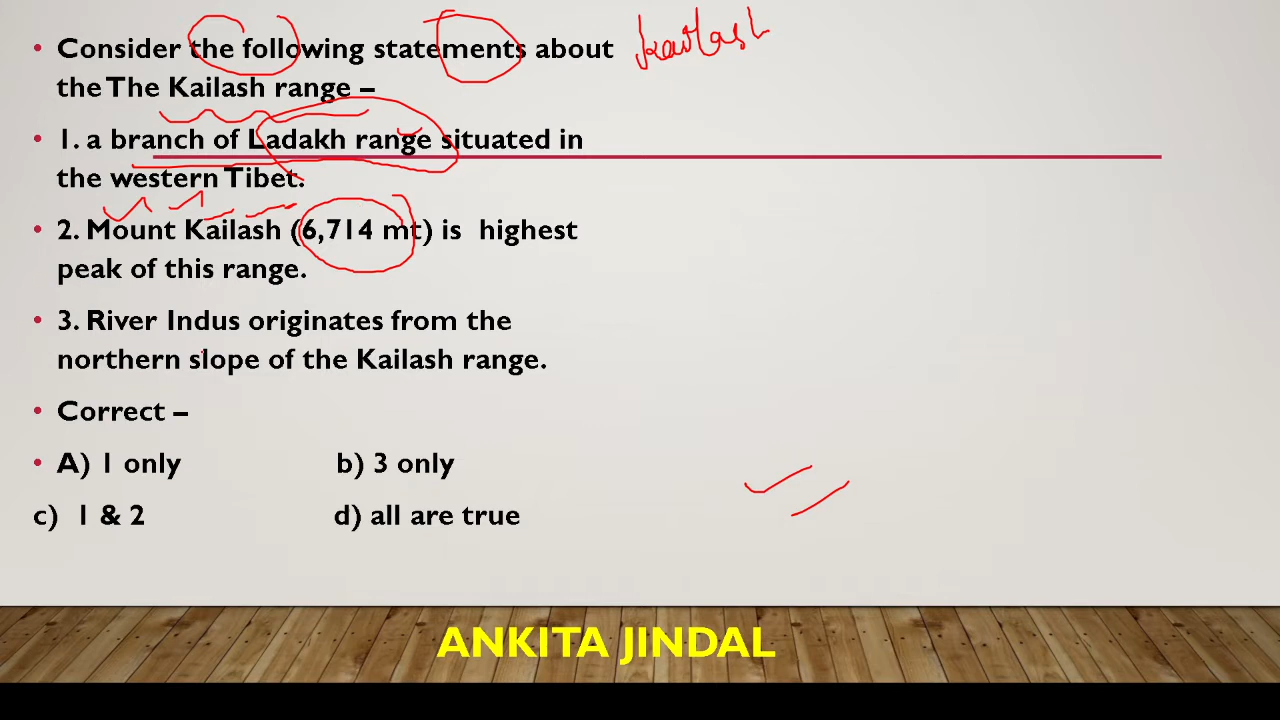 • Consider the following statements about kailash
the The Kailash range –
• 1. a branch of Ladakh range situated in
the western Tibet.
• 2. Mount Kailash (6,714 mt) is highest
peak of this range.
• 3. River Indus originates from the
northern slope of the Kailash range.
• Correct –
• A) 1 only b) 3 only
c) 1 & 2 d) all are true
ANKITA JINDAL